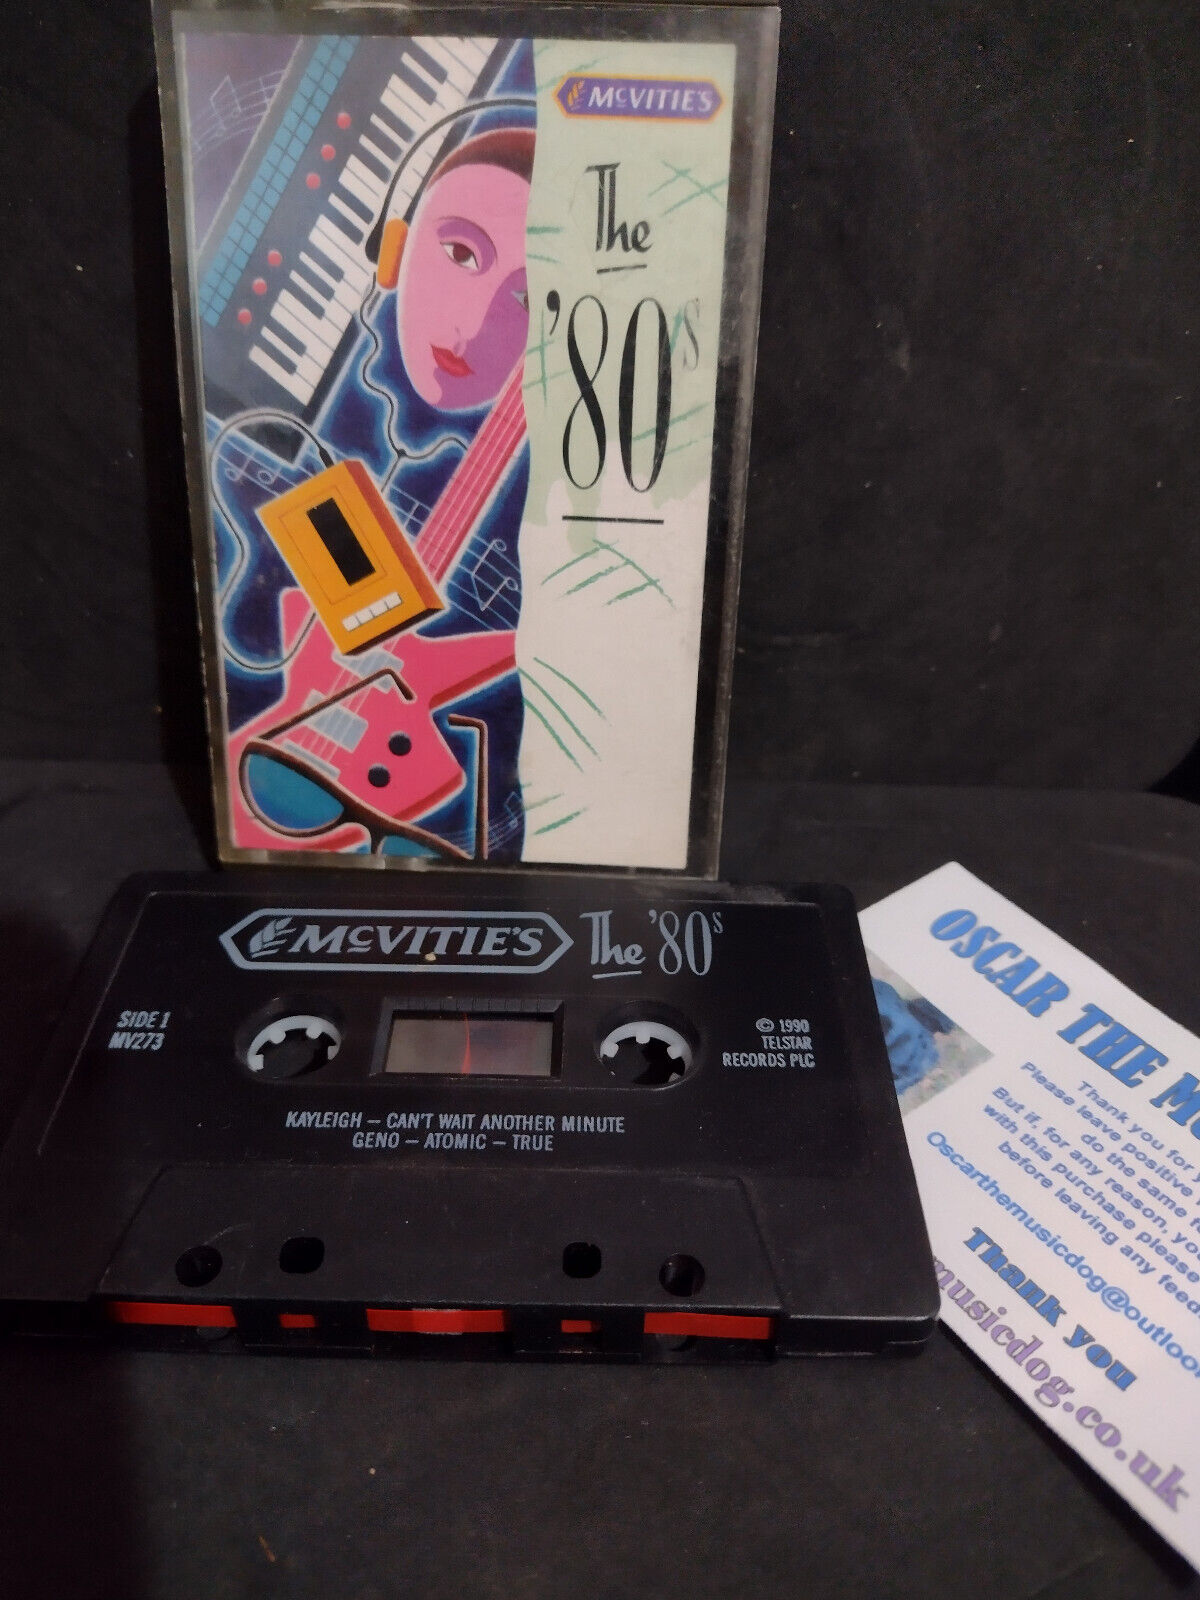 McVITIE'S
The
'80s
McVITIE'S The '80s
SIDE 1
MV273
© 1990
TELSTAR
RECORDS PLC
KAYLEIGH – CAN'T WAIT ANOTHER MINUTE
GENO – ATOMIC – TRUE
OSCAR THE
Thank you for
Please leave positive
do the same
But if, for any reason,
with this purchase please
before leaving any
Oscarthemusicdog@outloo
Thank you
musicdog.co.uk